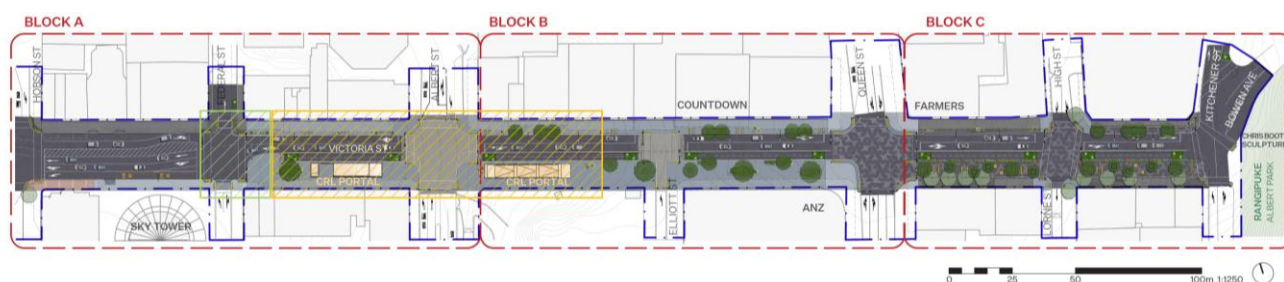 BLOCK A
BLOCK B
BLOCK C
HOBSON ST
FEDERAL ST
ALBERT ST
QUEEN ST
HIGH ST
KITCHENER ST
BOWEN AVE
COUNTDOWN
FARMERS
VICTORIA ST
CHRIS BOOTH
SCULPTURE
CRL PORTAL
CRL PORTAL
SKY TOWER
ELLIOTT ST
ANZ
LORNE ST
RANGIPUKE
ALBERT PARK
0 25 50 100m 1:1250